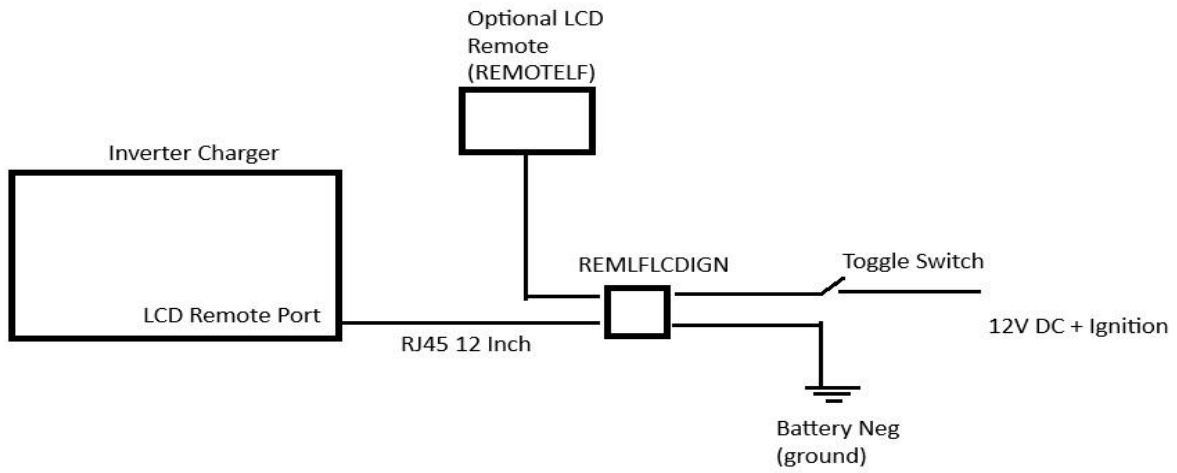 Optional LCD
Remote
(REMOTELF)
Inverter Charger
REMLFLCDIGN
Toggle Switch
LCD Remote Port
12V DC + Ignition
RJ45 12 Inch
Battery Neg
(ground)